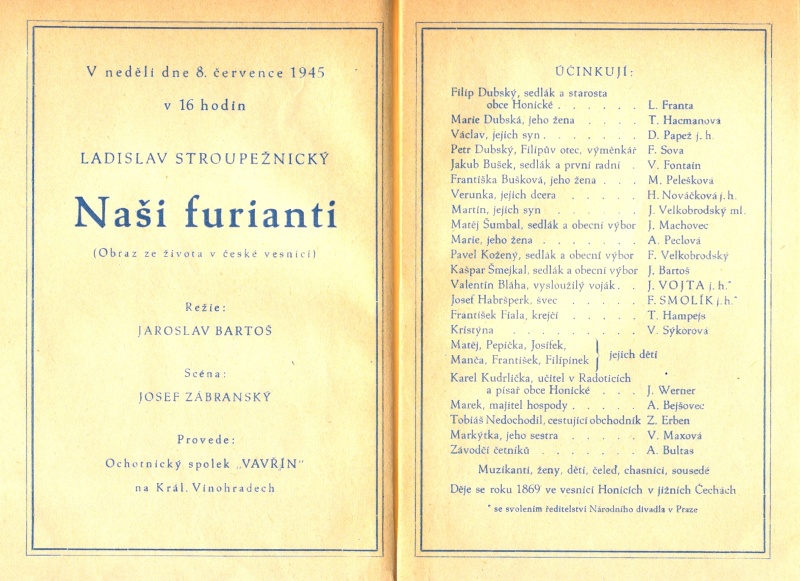 V neděli dne 8. července 1945
v 16 hodin
LADISLAV STROUPEŽNICKÝ
Naši furianti
(Obraz ze života v české vesnici)
Režie:
JAROSLAV BARTOŠ
Scéna:
JOSEF ZÁBRANSKÝ
Provede:
Ochotnický spolek „VAVŘÍN“
na Král. Vinohradech
ÚČINKUJÍ:
Filip Dubský, sedlák a starosta
obce Honické . . . . . . L. Franta
Marie Dubská, jeho žena . . . . T. Hacmanova
Václav, jejich syn . . . . . . D. Papež j. h.
Petr Dubský, Filipův otec, výměnkář F. Sova
Jakub Bušek, sedlák a první radní . V. Fontain
Františka Bušková, jeho žena . . . M. Pelešková
Verunka, jejich dcera . . . . . H. Nováčková j. h.
Martin, jejich syn . . . . . . J. Velkobrodský ml.
Matěj Šumbal, sedlák a obecní výbor J. Machovec
Marie, jeho žena . . . . . . . A. Peclová
Pavel Kožený, sedlák a obecní výbor F. Velkobrodský
Kašpar Šmejkal, sedlák a obecní výbor J. Bartoš
Valentin Bláha, vysloužilý voják . . J. VOJTA j. h.*
Josef Habršperk, švec . . . . . F. SMOLÍK j. h.*
František Fiala, krejčí . . . . . T. Hampejs
Kristýna . . . . . . . . . V. Sýkorová
Matěj, Pepička, Josífek,
Manča, František, Filipínek } jejich děti
Karel Kudrlička, učitel v Radoticích
a písař obce Honické . . . J. Werner
Marek, majitel hospody . . . . . A. Bejšovec
Tobiáš Nedochodil, cestující obchodník Z. Erben
Markýtka, jeho sestra . . . . . V. Maxová
Závodčí četníků . . . . . . A. Bultas
Muzikanti, ženy, děti, čeleď, chasníci, sousedé
Děje se roku 1869 ve vesnici Honicích v jižních Čechách
* se svolením ředitelství Národního divadla v Praze